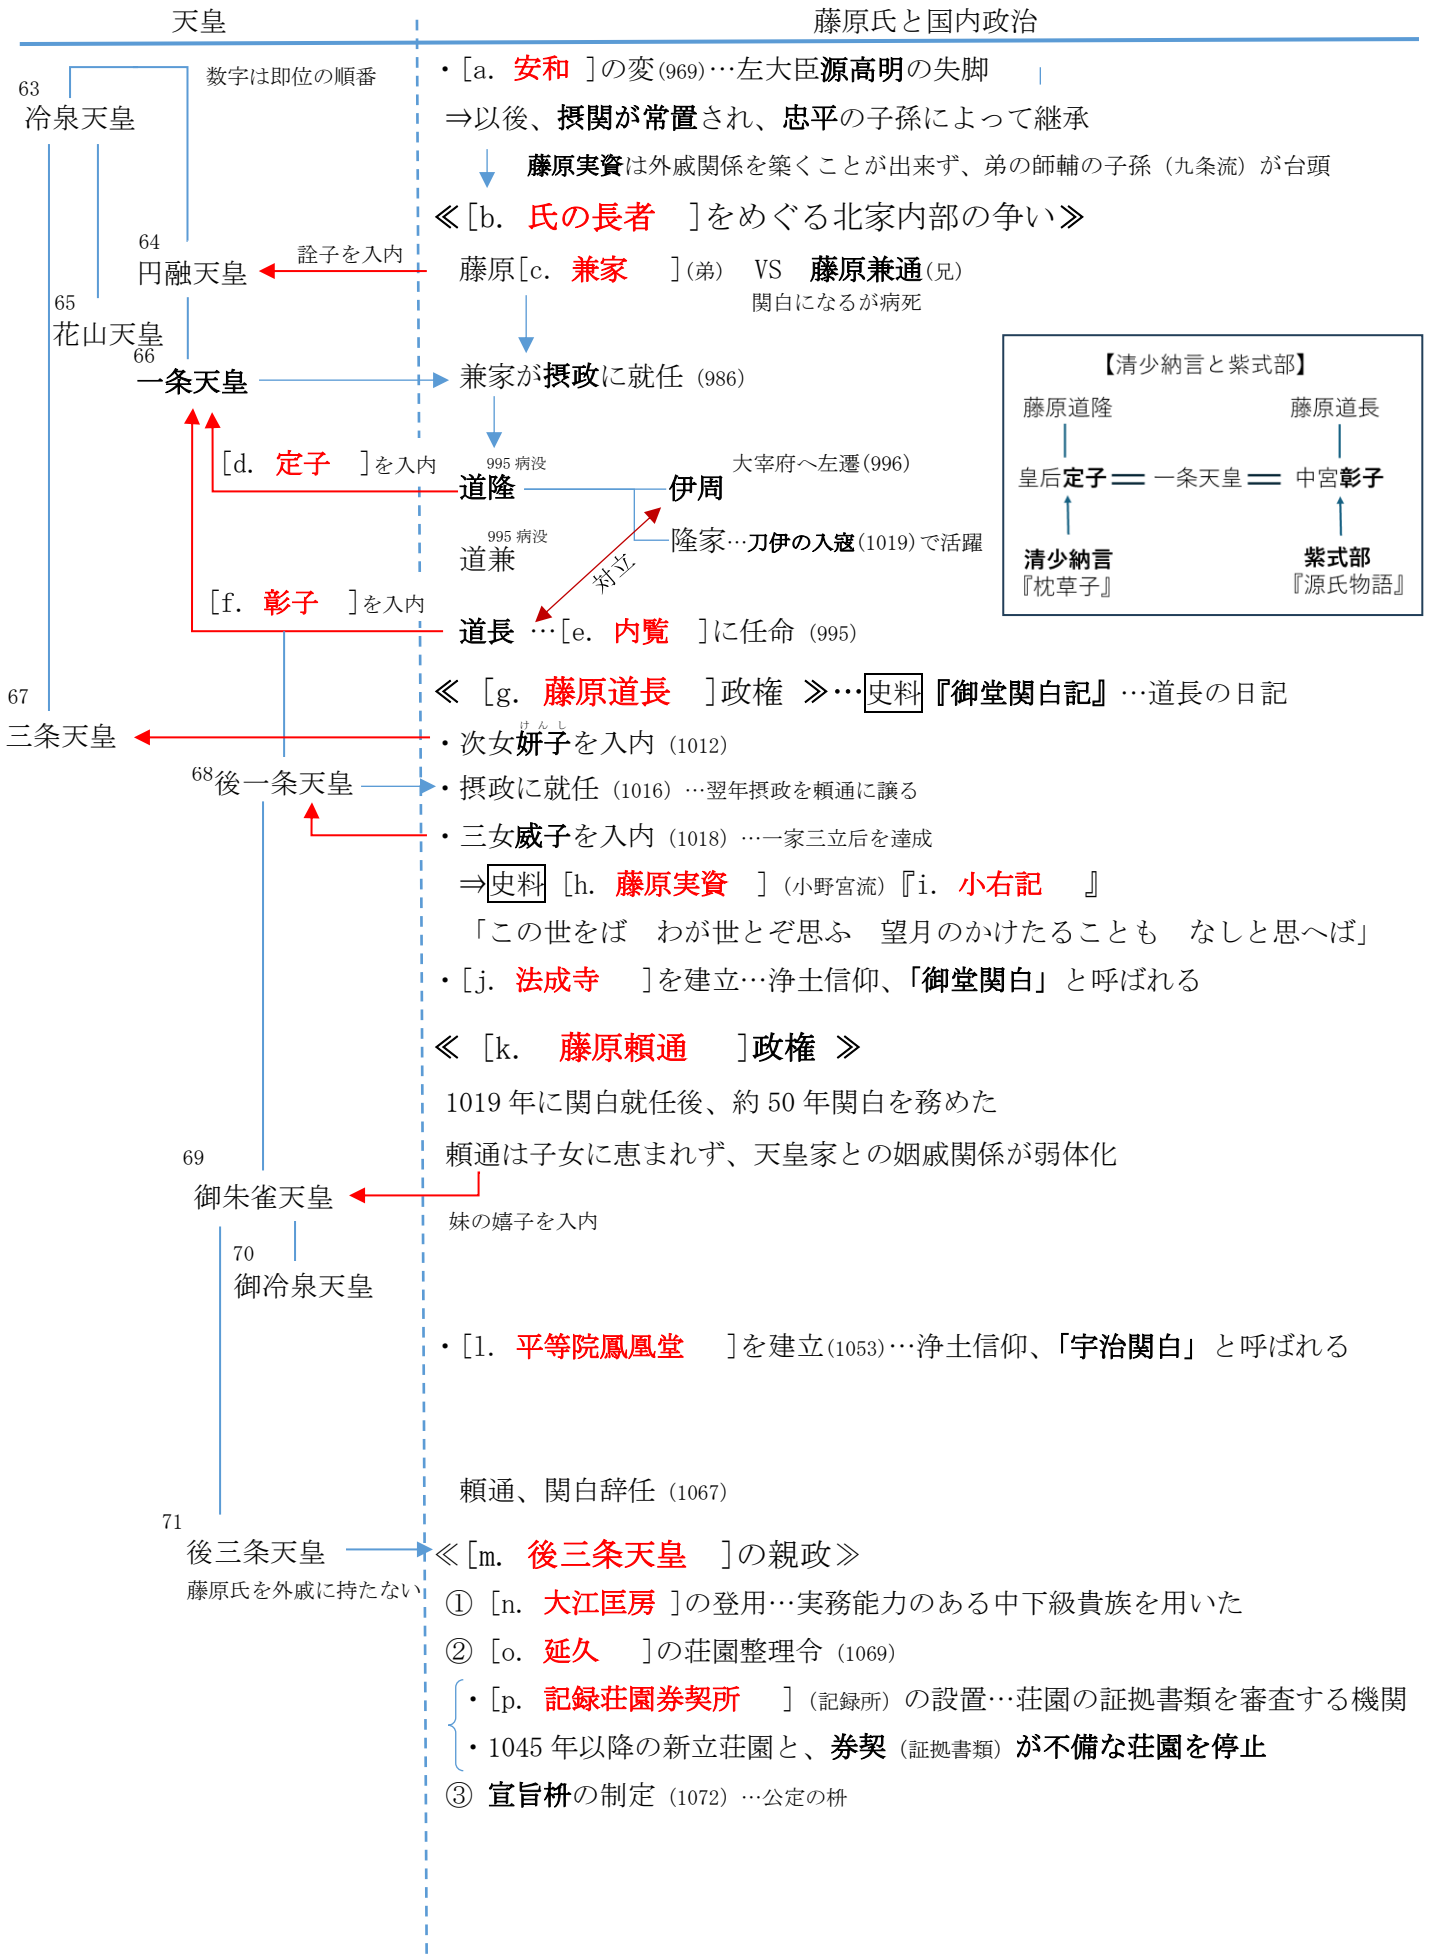 天皇
藤原氏と国内政治
数字は即位の順番
・[a. 安和 ]の変(969)…左大臣源高明の失脚
63
冷泉天皇
⇒以後、摂関が常置され、忠平の子孫によって継承
藤原実資は外戚関係を築くことが出来ず、弟の師輔の子孫（九条流）が台頭
≪[b. 氏の長者 ]をめぐる北家内部の争い≫
64
円融天皇
詮子を入内
藤原[c. 兼家 ](弟) VS 藤原兼通(兄)
関白になるが病死
65
花山天皇
66
一条天皇
兼家が摂政に就任（986）
【清少納言と紫式部】
藤原道隆 藤原道長
皇后定子 一条天皇 中宮彰子
清少納言 紫式部
『枕草子』 『源氏物語』
[d. 定子 ]を入内
995 病没
道隆
伊周
大宰府へ左遷(996)
995 病没
道兼
隆家…刀伊の入寇(1019)で活躍
対立
[f. 彰子 ]を入内
道長 …[e. 内覧 ]に任命（995）
≪ [g. 藤原道長 ]政権 ≫…史料『御堂関白記』…道長の日記
67
三条天皇
けんし
・次女妍子を入内（1012）
68
後一条天皇
・摂政に就任（1016）…翌年摂政を頼通に譲る
・三女威子を入内（1018）…一家三立后を達成
⇒史料 [h. 藤原実資 ]（小野宮流）『i. 小右記 』
「この世をば　わが世とぞ思ふ　望月のかけたることも　なしと思へば」
・[j. 法成寺 ]を建立…浄土信仰、「御堂関白」と呼ばれる
≪ [k. 藤原頼通 ]政権 ≫
1019 年に関白就任後、約 50 年関白を務めた
頼通は子女に恵まれず、天皇家との姻戚関係が弱体化
69
御朱雀天皇
妹の嬉子を入内
70
御冷泉天皇
・[l. 平等院鳳凰堂 ]を建立(1053)…浄土信仰、「宇治関白」と呼ばれる
頼通、関白辞任（1067）
71
後三条天皇
藤原氏を外戚に持たない
≪[m. 後三条天皇 ]の親政≫
① [n. 大江匡房 ]の登用…実務能力のある中下級貴族を用いた
② [o. 延久 ]の荘園整理令（1069）
・[p. 記録荘園券契所 ]（記録所）の設置…荘園の証拠書類を審査する機関
・1045 年以降の新立荘園と、券契（証拠書類）が不備な荘園を停止
③ 宣旨枡の制定（1072）…公定の枡